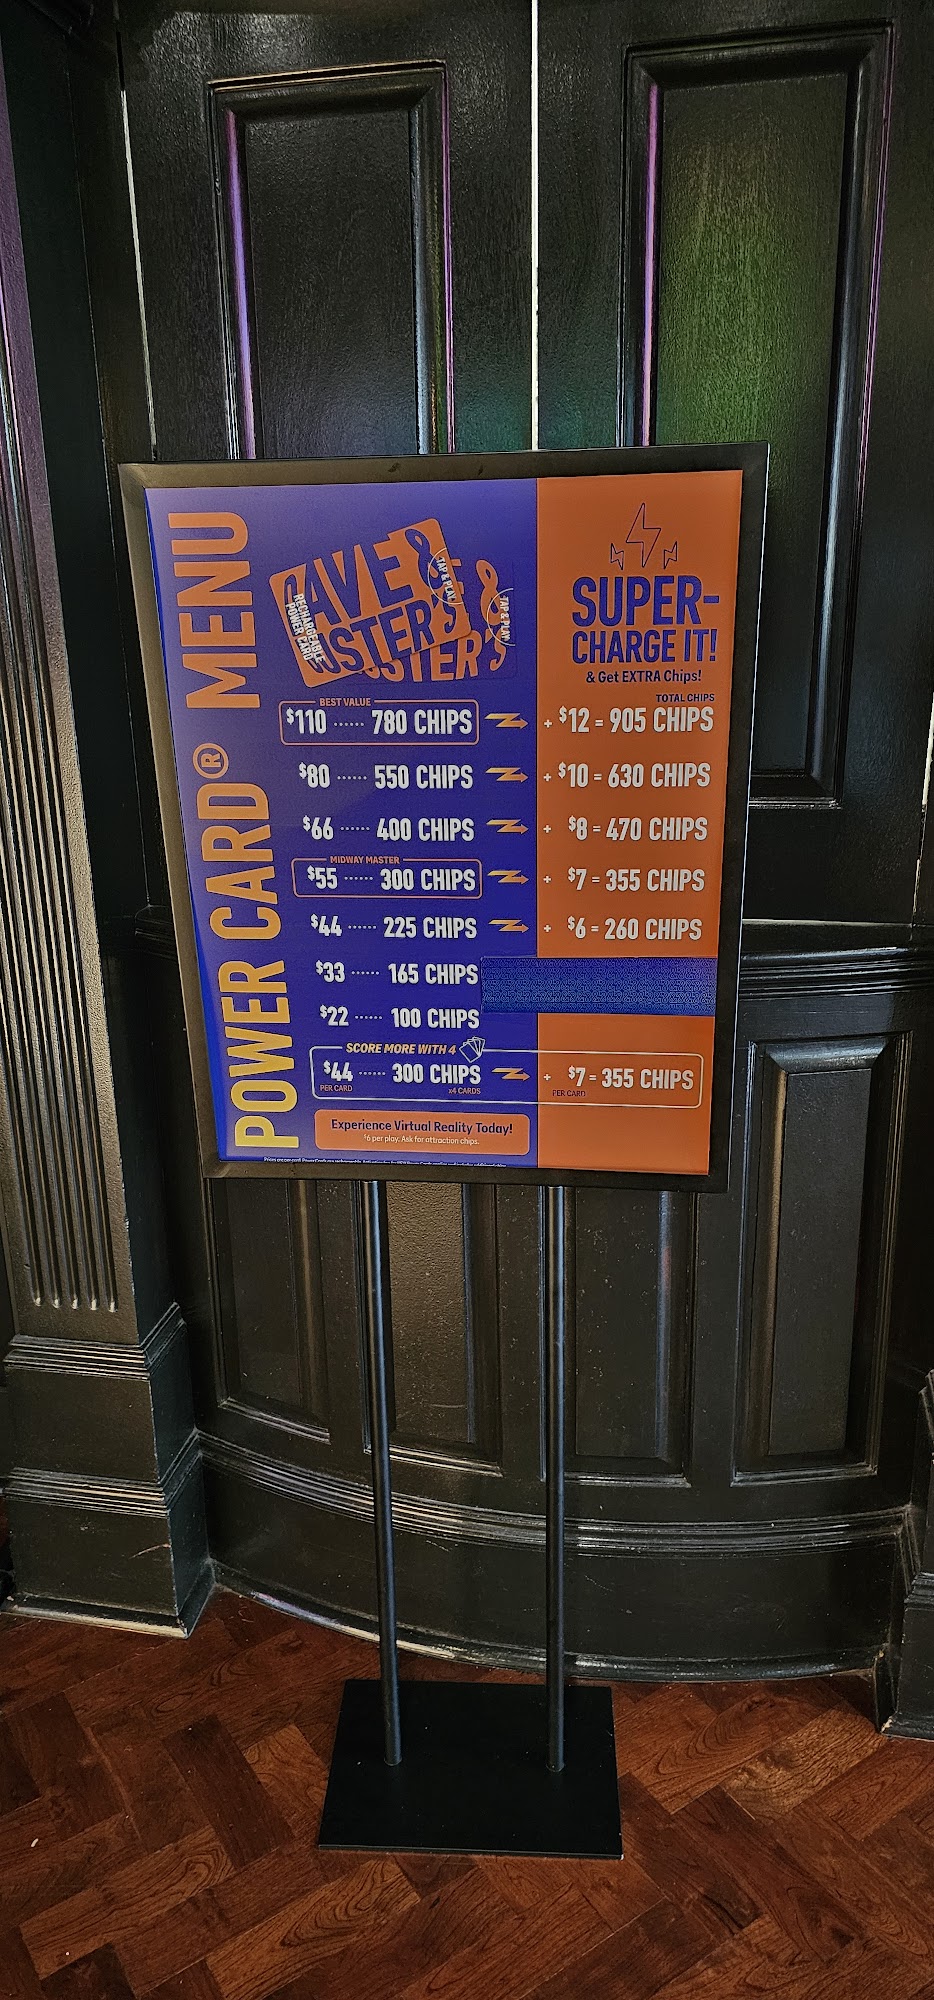 POWER CARD® MENU
DAVE &
BUSTER'S
RECHARGEABLE
POWER CARD
TAP & PLAY
TAP & PLAY
SUPER-
CHARGE IT!
& Get EXTRA Chips!
TOTAL CHIPS
BEST VALUE
$110 ...... 780 CHIPS + $12 = 905 CHIPS
$80 ...... 550 CHIPS + $10 = 630 CHIPS
$66 ...... 400 CHIPS + $8 = 470 CHIPS
MIDWAY MASTER
$55 ...... 300 CHIPS + $7 = 355 CHIPS
$44 ...... 225 CHIPS + $6 = 260 CHIPS
$33 ...... 165 CHIPS
$22 ...... 100 CHIPS
SCORE MORE WITH 4
$44 ...... 300 CHIPS + $7 = 355 CHIPS
PER CARD x4 CARDS PER CARD
Experience Virtual Reality Today!
$6 per play. Ask for attraction chips.